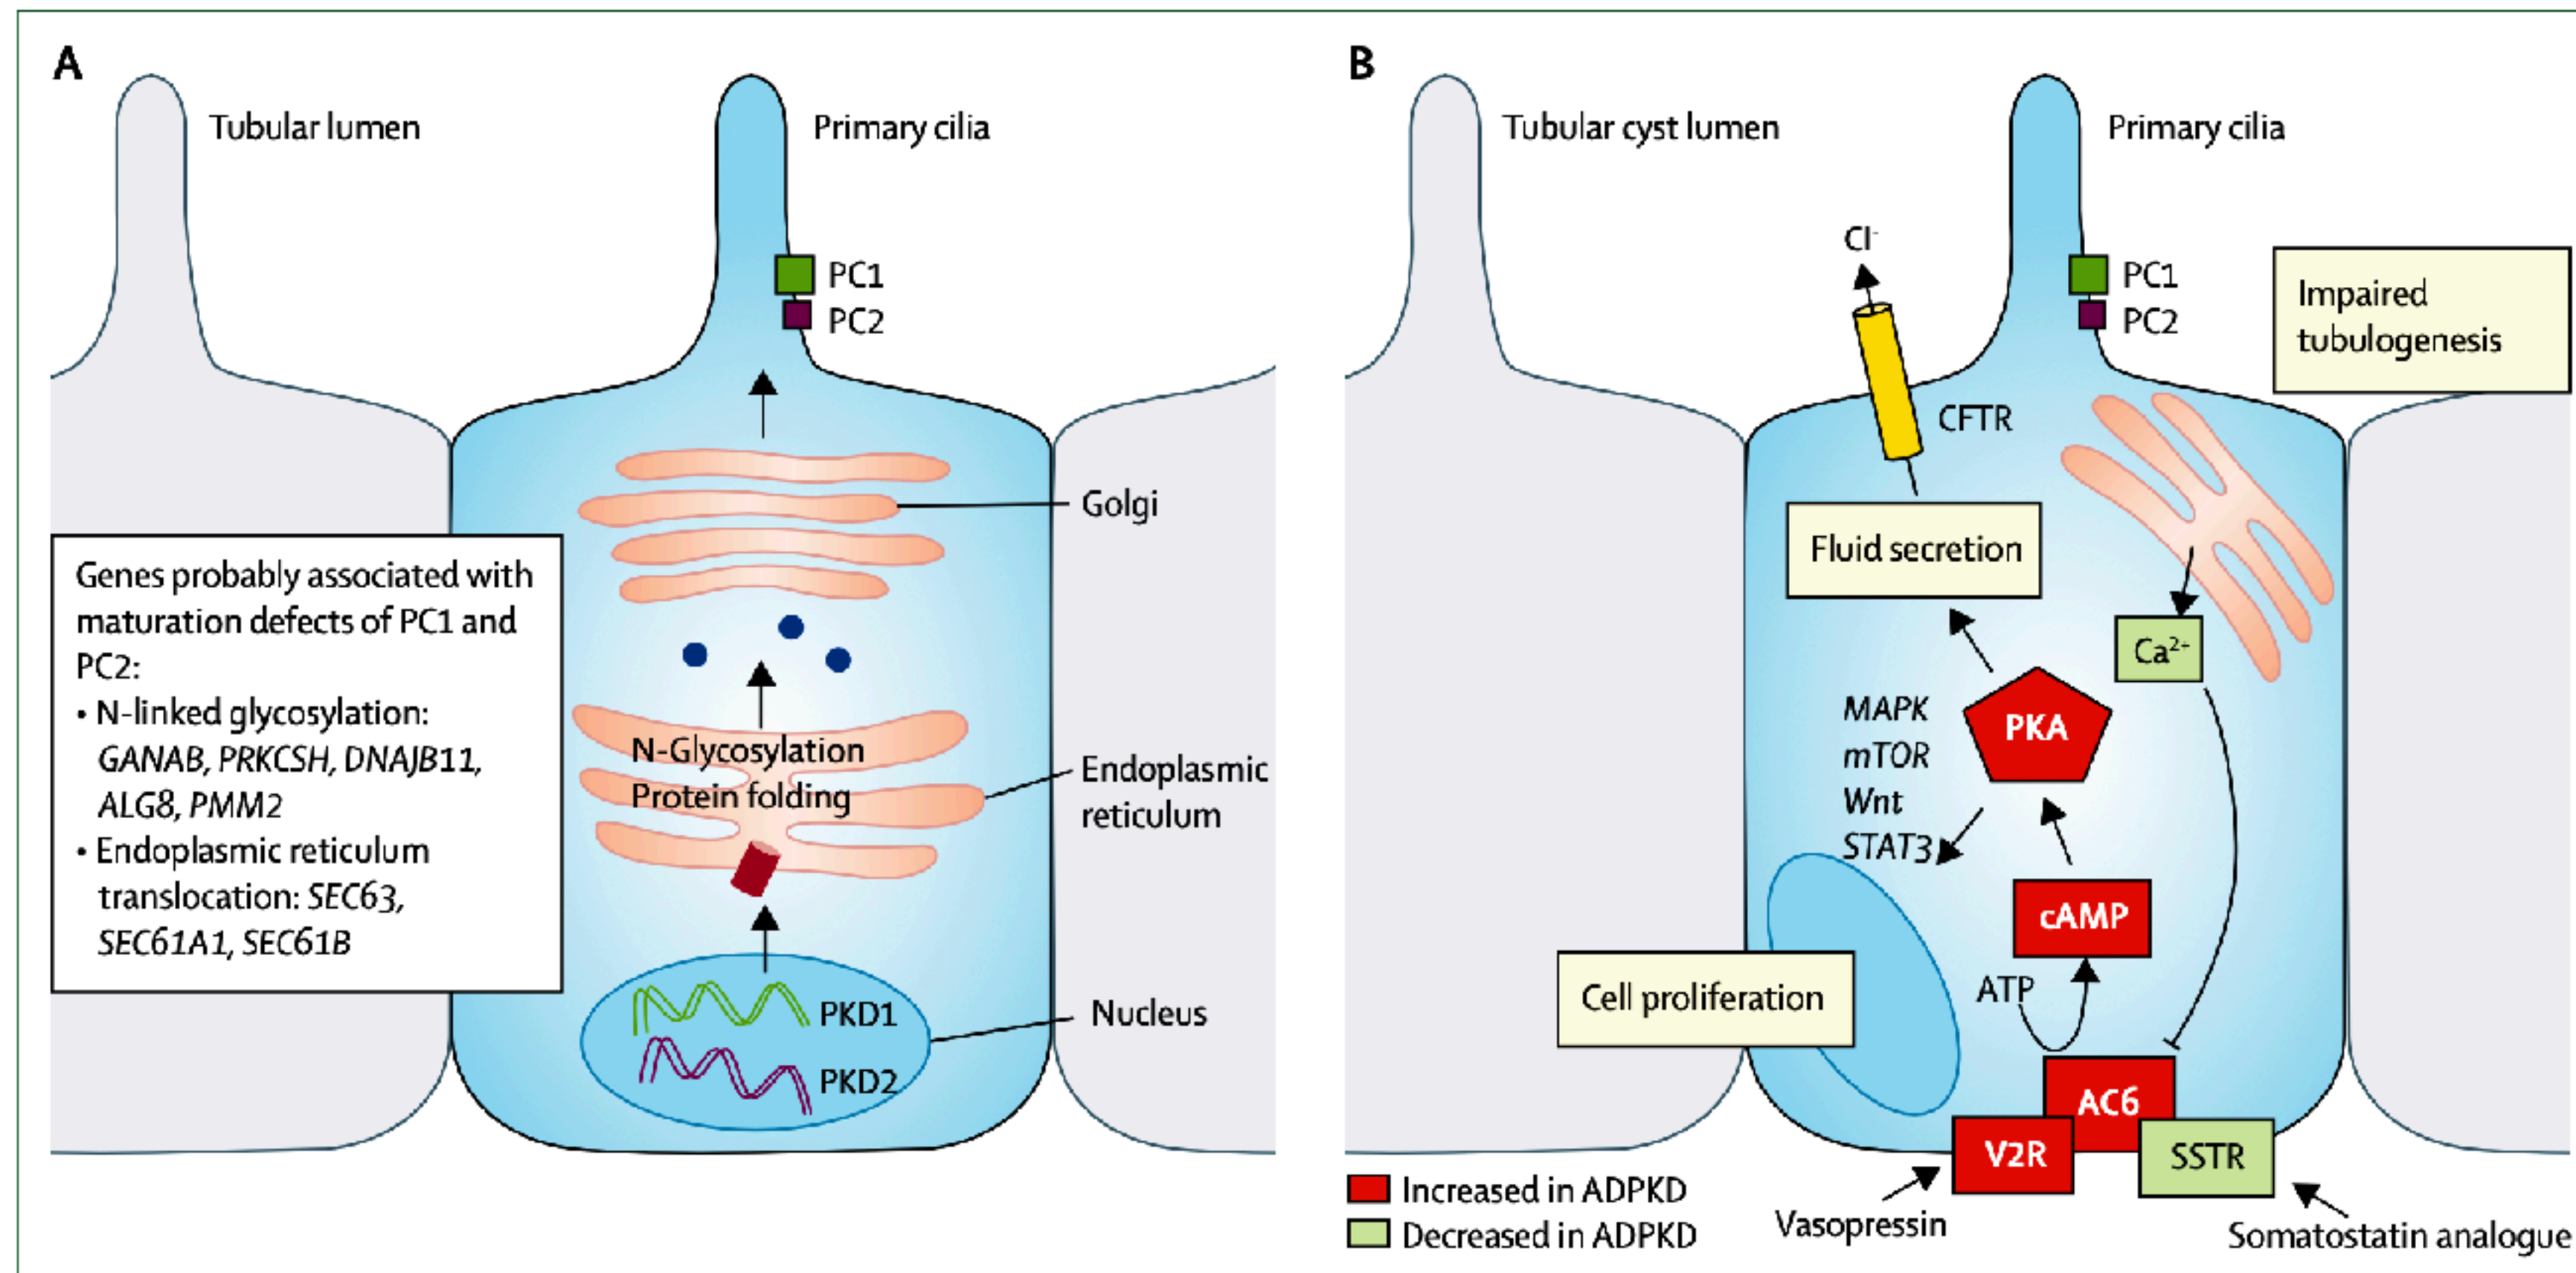 A
Tubular lumen
Primary cilia
PC1
PC2
Golgi
Genes probably associated with
maturation defects of PC1 and
PC2:
• N-linked glycosylation:
GANAB, PRKCSH, DNAJB11,
ALG8, PMM2
• Endoplasmic reticulum
translocation: SEC63,
SEC61A1, SEC61B
N-Glycosylation
Protein folding
Endoplasmic
reticulum
Nucleus
PKD1
PKD2
B
Tubular cyst lumen
Primary cilia
Cl⁻
PC1
PC2
Impaired
tubulogenesis
CFTR
Fluid secretion
Ca²⁺
MAPK
mTOR
Wnt
STAT3
PKA
cAMP
ATP
Cell proliferation
AC6
V2R
SSTR
Increased in ADPKD
Decreased in ADPKD
Vasopressin
Somatostatin analogue